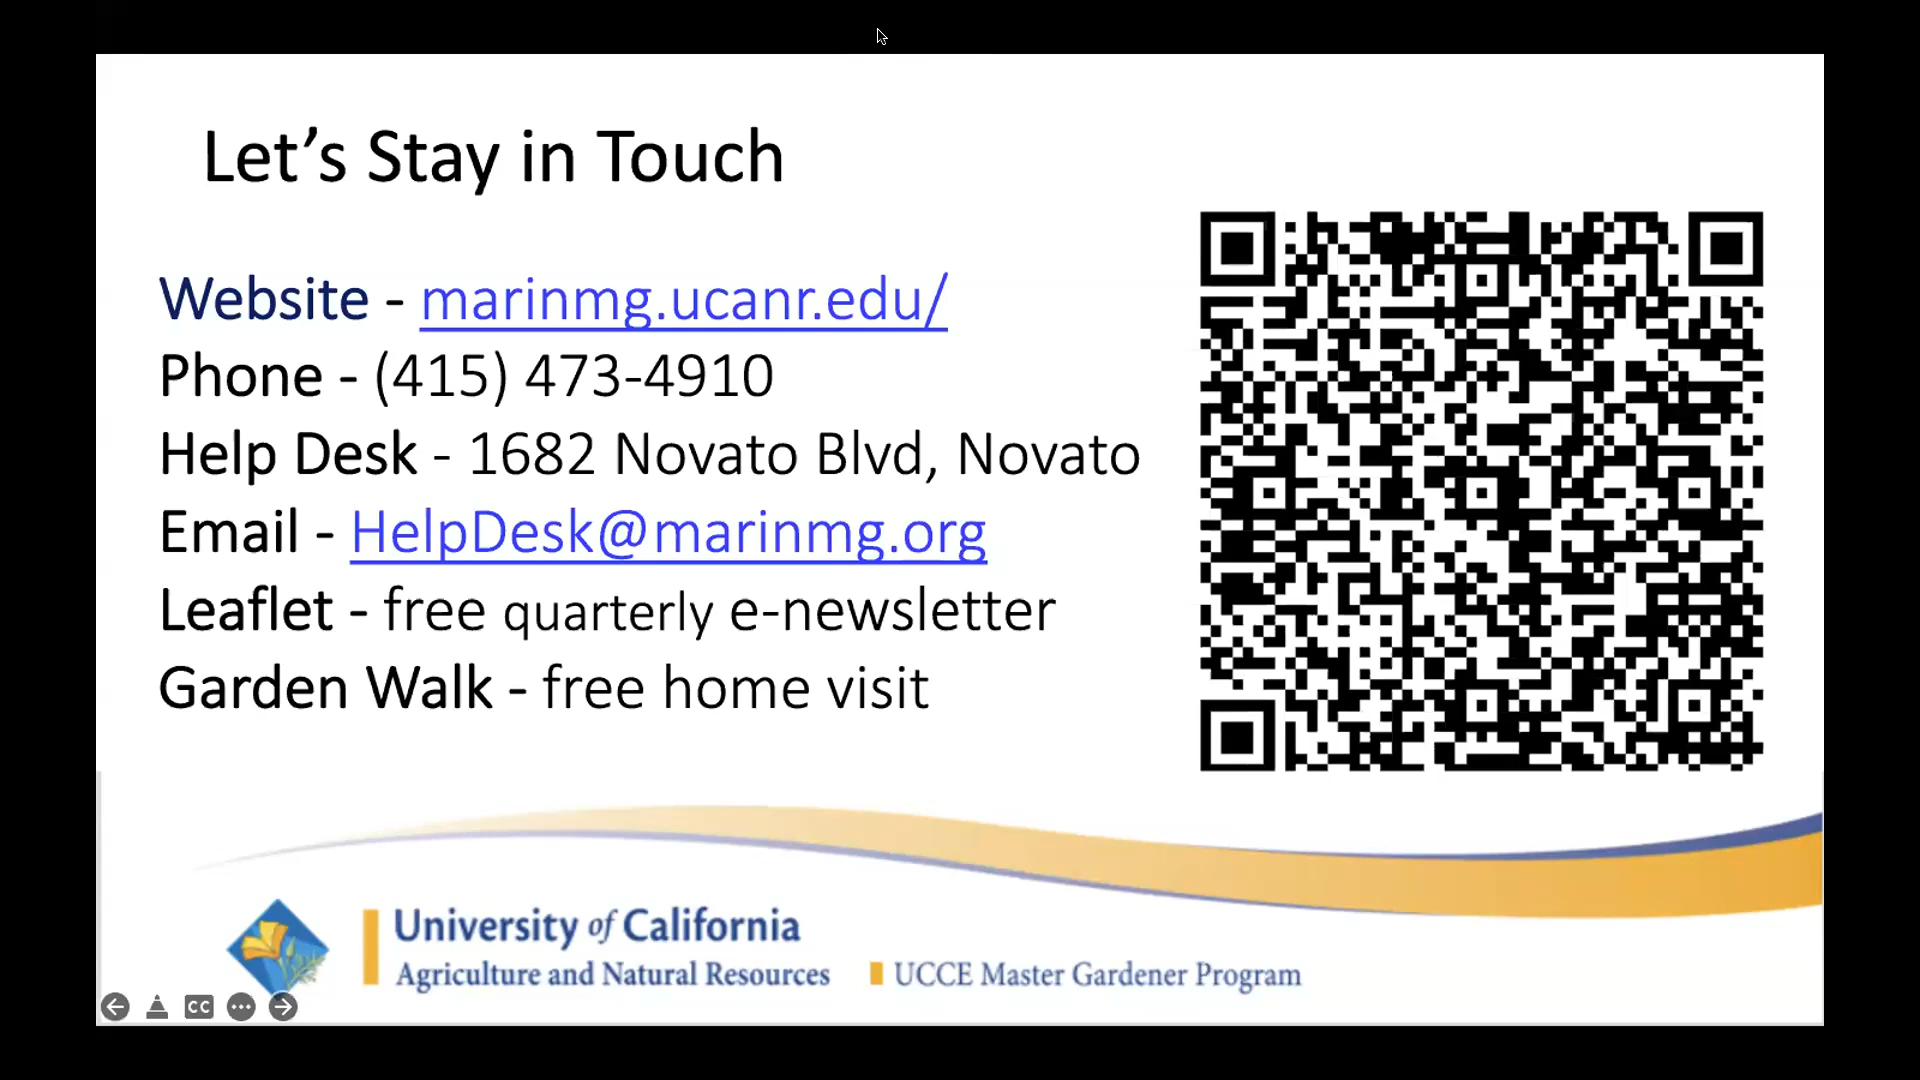 Let's Stay in Touch
Website - marinmg.ucanr.edu/
Phone - (415) 473-4910
Help Desk - 1682 Novato Blvd, Novato
Email - HelpDesk@marinmg.org
Leaflet - free quarterly e-newsletter
Garden Walk - free home visit
University of California
Agriculture and Natural Resources
UCCE Master Gardener Program
CC